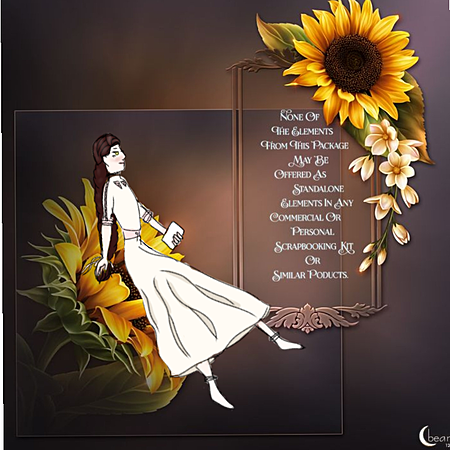 None Of
The Elements
From This Package
May Be
Offered As
Standalone
Elements In Any
Commercial Or
Personal
Scrapbooking Kit
Or
Similar Poducts.